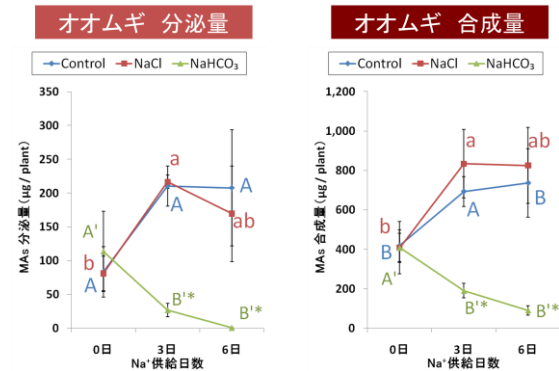 オオムギ 分泌量
Control NaCl NaHCO₃
MAs 分泌量(μg/ plant)
350
300
250
200
150
100
50
0
A'
b
A
a
A
B'*
A
ab
B'*
0日 3日 6日
Na⁺供給日数
オオムギ 合成量
Control NaCl NaHCO₃
MAs 合成量(μg/ plant)
1,200
1,000
800
600
400
200
0
b
B
A'
a
A
B'*
ab
B
B'*
0日 3日 6日
Na⁺供給日数